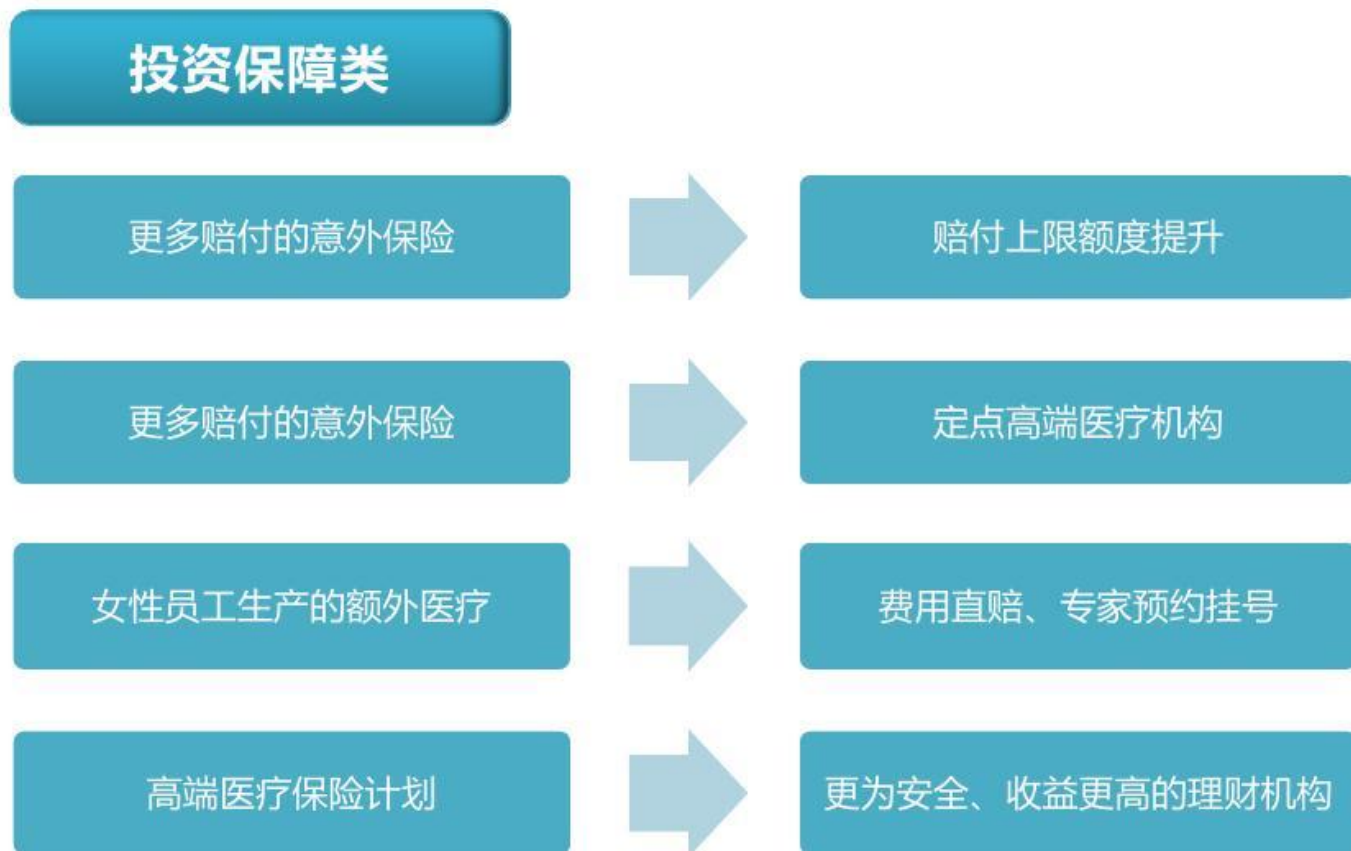 投资保障类
更多赔付的意外保险
赔付上限额度提升
更多赔付的意外保险
定点高端医疗机构
女性员工生产的额外医疗
费用直赔、专家预约挂号
高端医疗保险计划
更为安全、收益更高的理财机构